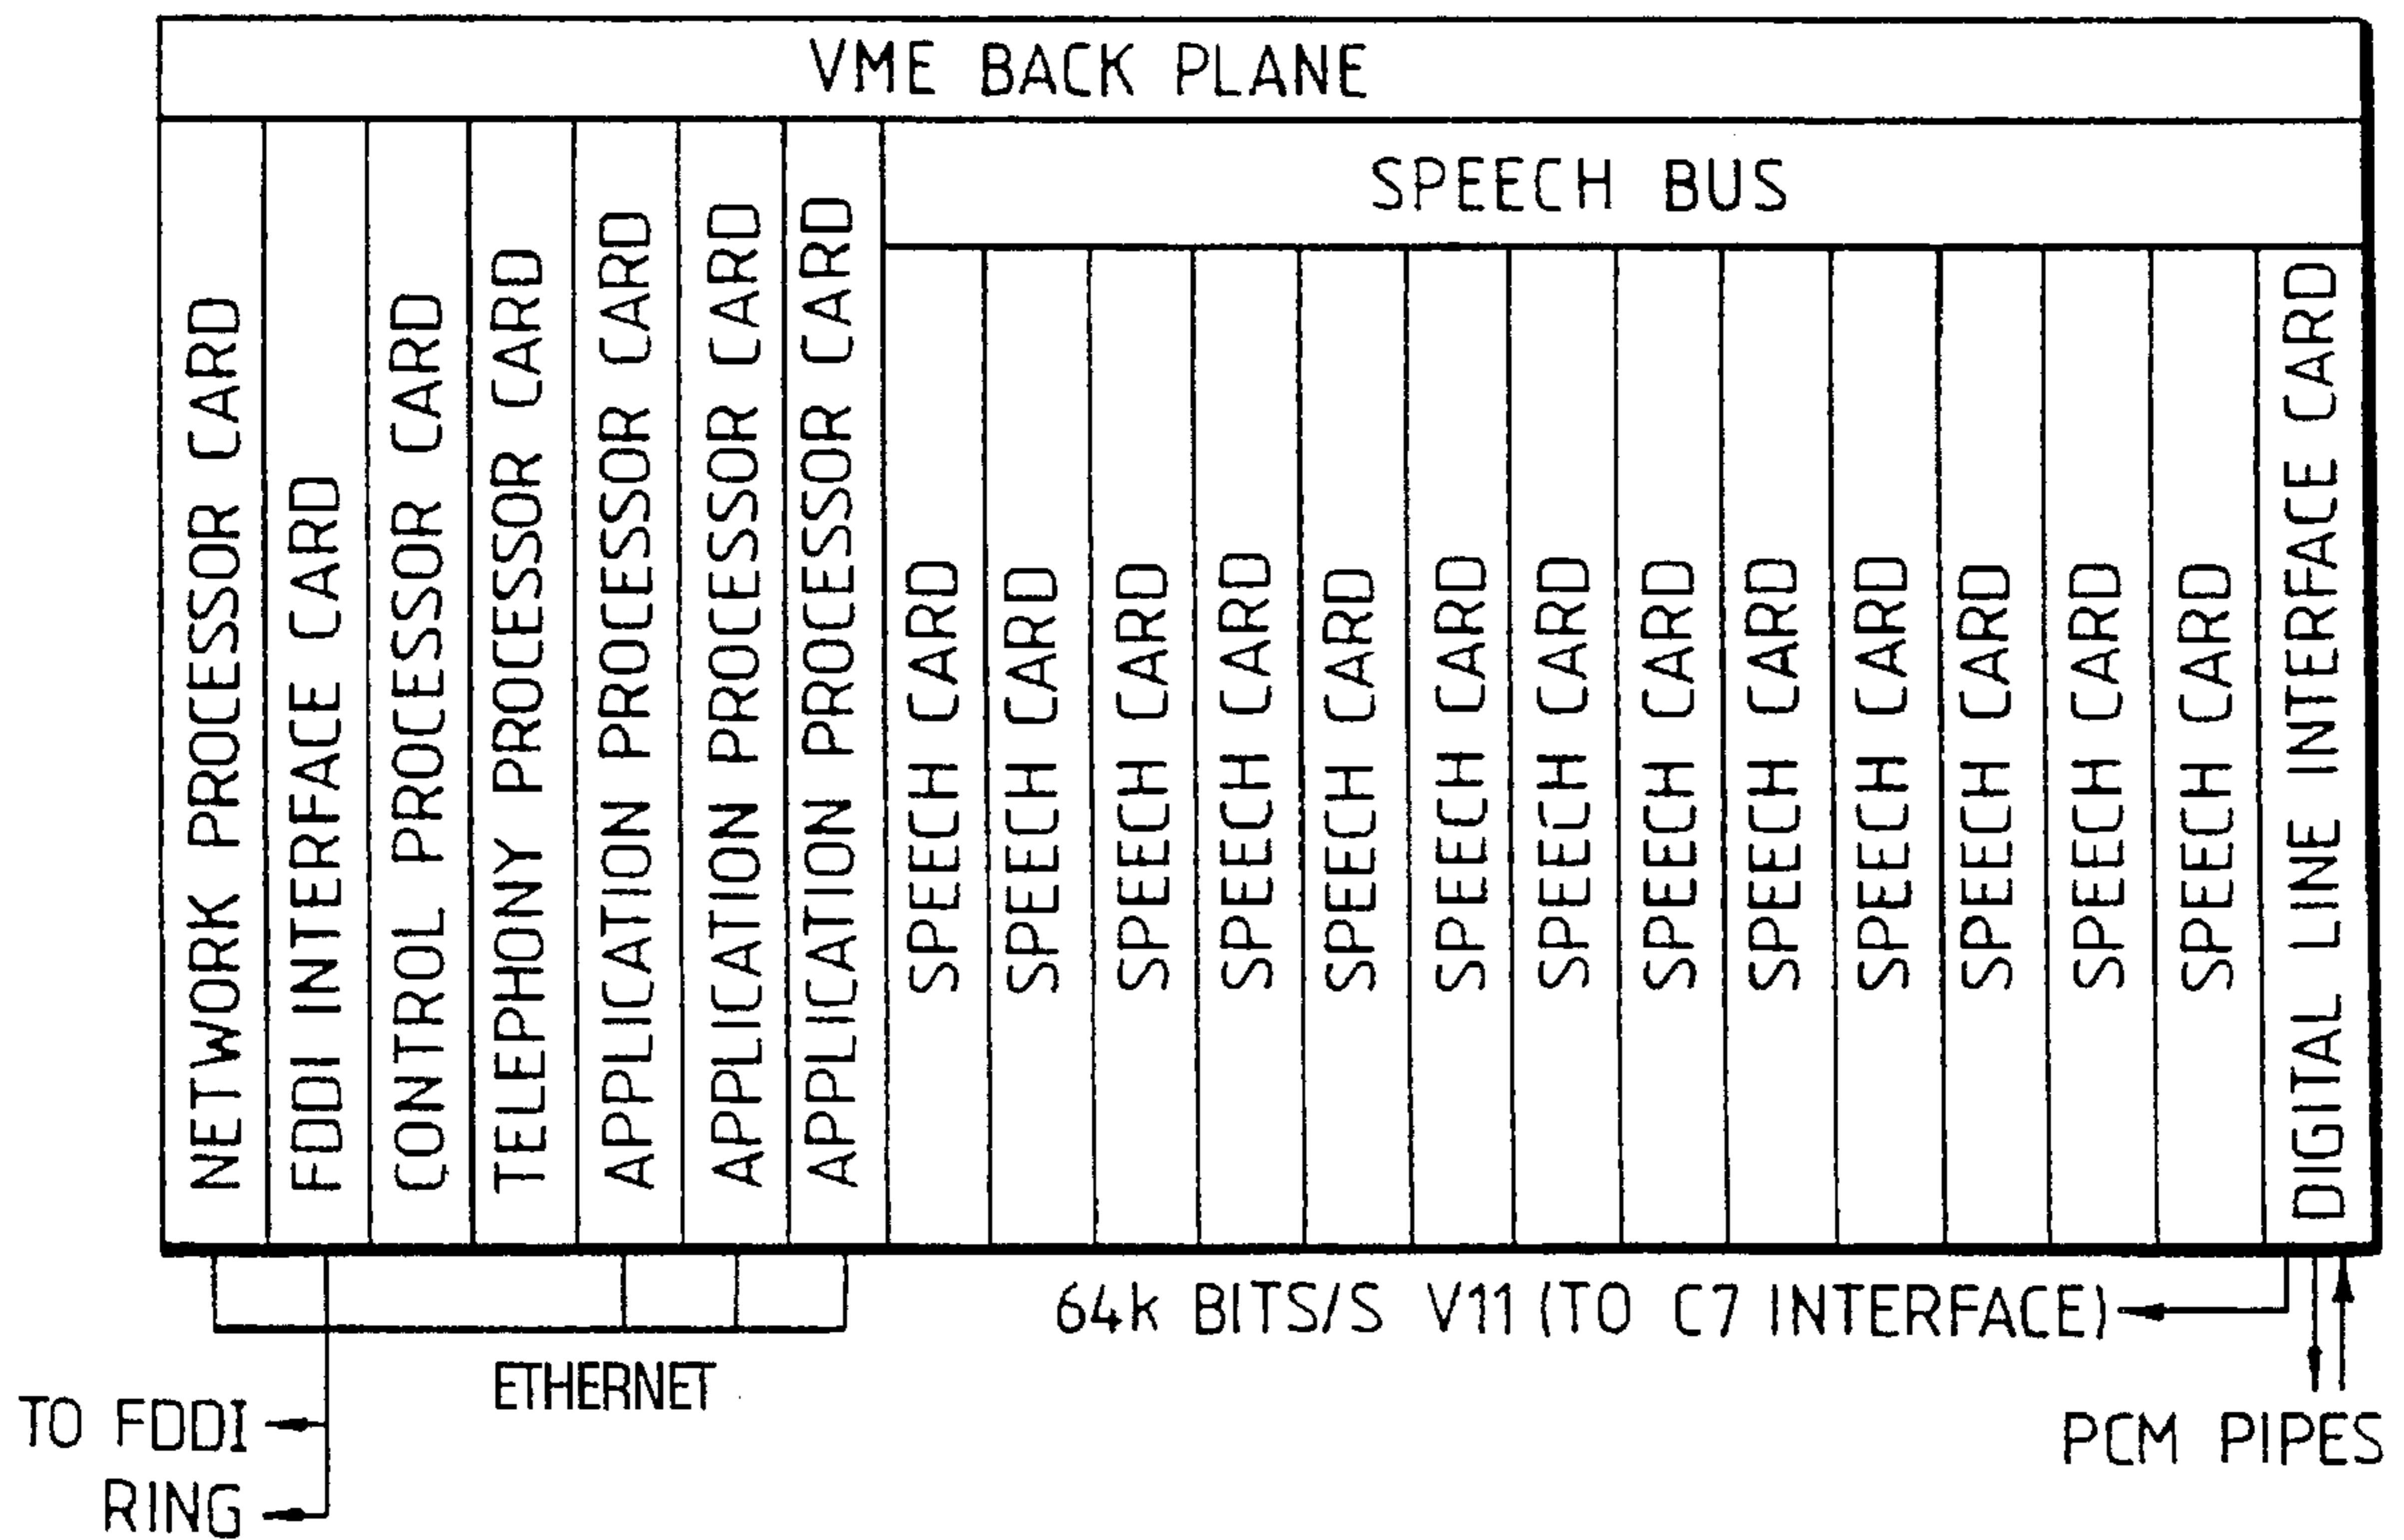 VME BACK PLANE
SPEECH BUS
NETWORK PROCESSOR CARD
FDDI INTERFACE CARD
CONTROL PROCESSOR CARD
TELEPHONY PROCESSOR CARD
APPLICATION PROCESSOR CARD
APPLICATION PROCESSOR CARD
APPLICATION PROCESSOR CARD
SPEECH CARD
SPEECH CARD
SPEECH CARD
SPEECH CARD
SPEECH CARD
SPEECH CARD
SPEECH CARD
SPEECH CARD
SPEECH CARD
SPEECH CARD
SPEECH CARD
SPEECH CARD
SPEECH CARD
DIGITAL LINE INTERFACE CARD
64k BITS/S V11 (TO C7 INTERFACE)
ETHERNET
TO FDDI
RING
PCM PIPES